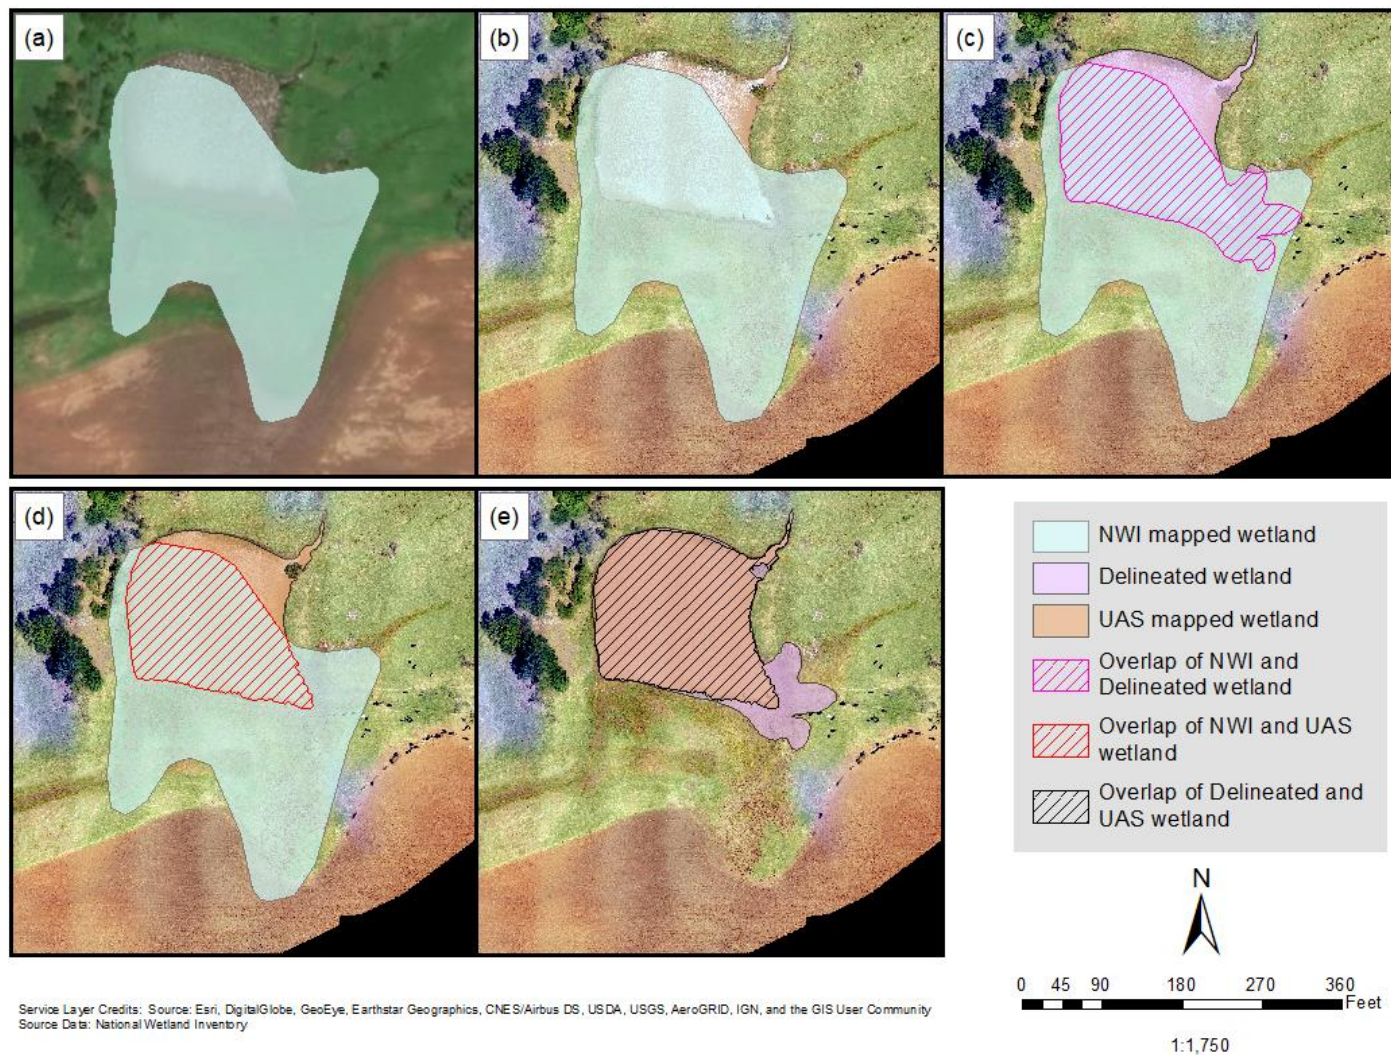 (a)
(b)
(c)
(d)
(e)
NWI mapped wetland
Delineated wetland
UAS mapped wetland
Overlap of NWI and
Delineated wetland
Overlap of NWI and UAS
wetland
Overlap of Delineated and
UAS wetland
N
0 45 90 180 270 360
Feet
1:1,750
Service Layer Credits: Source: Esri, DigitalGlobe, GeoEye, Earthstar Geographics, CNES/Airbus DS, USDA, USGS, AeroGRID, IGN, and the GIS User Community
Source Data: National Wetland Inventory